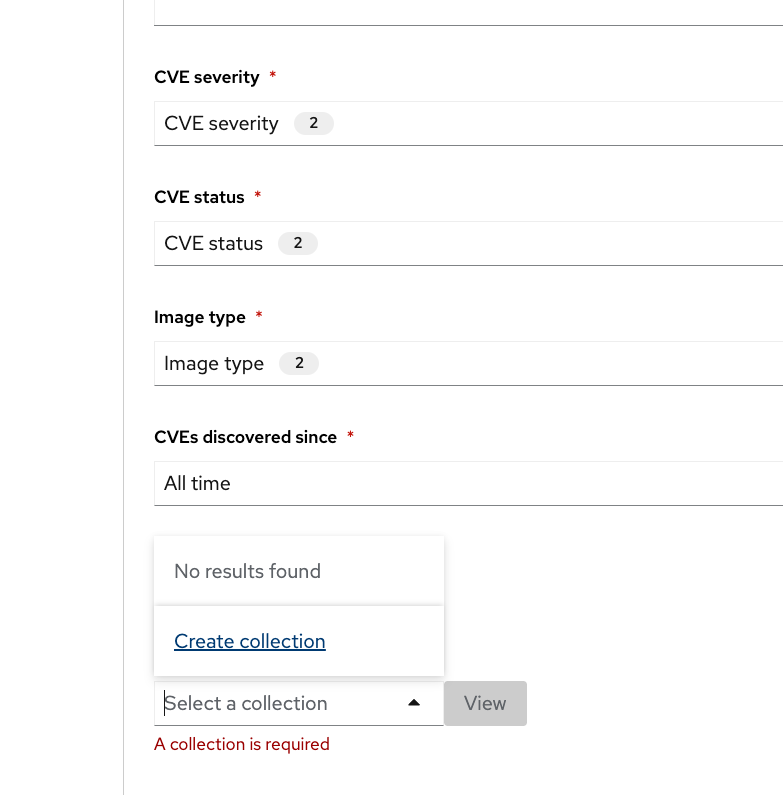 CVE severity *
CVE severity 2
CVE status *
CVE status 2
Image type *
Image type 2
CVEs discovered since *
All time
No results found
Create collection
Select a collection View
A collection is required